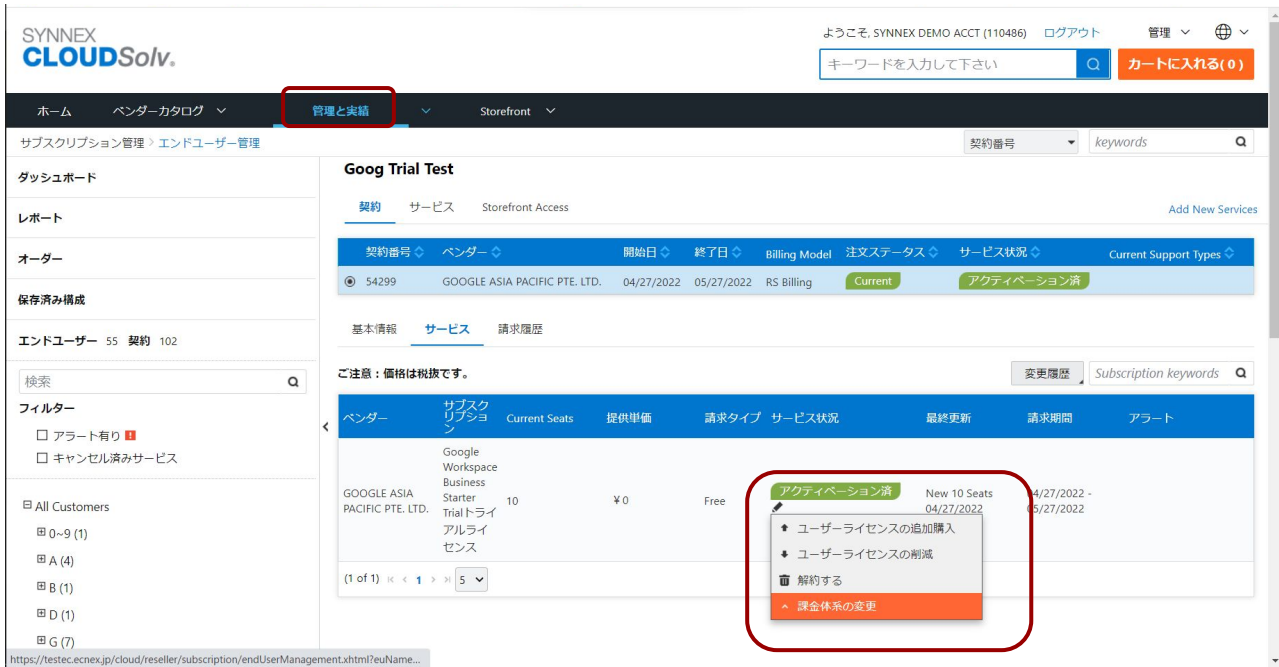 SYNNEX
CLOUDSolv.
ようこそ, SYNNEX DEMO ACCT (110486) ログアウト 管理
キーワードを入力して下さい
カートに入れる( 0 )
ホーム ベンダーカタログ 管理と実績 Storefront
サブスクリプション管理 > エンドユーザー管理
契約番号 keywords
ダッシュボード
レポート
オーダー
保存済み構成
エンドユーザー 55 契約 102
検索
フィルター
アラート有り
キャンセル済みサービス
All Customers
0~9 (1)
A (4)
B (1)
D (1)
G (7)
Goog Trial Test
契約 サービス Storefront Access
Add New Services
契約番号 ベンダー 開始日 終了日 Billing Model 注文ステータス サービス状況 Current Support Types
54299 GOOGLE ASIA PACIFIC PTE. LTD. 04/27/2022 05/27/2022 RS Billing Current アクティベーション済
基本情報 サービス 請求履歴
ご注意：価格は税抜です。
変更履歴 Subscription keywords
ベンダー サブスクリプション Current Seats 提供単価 請求タイプ サービス状況 最終更新 請求期間 アラート
GOOGLE ASIA
PACIFIC PTE. LTD.
Google
Workspace
Business
Starter
Trialトライ
アルライ
センス
10 ¥ 0 Free
アクティベーション済
New 10 Seats
04/27/2022
04/27/2022 -
05/27/2022
ユーザーライセンスの追加購入
ユーザーライセンスの削減
解約する
課金体系の変更
(1 of 1) 1 5
https://testec.ecnex.jp/cloud/reseller/subscription/endUserManagement.xhtml?euName...